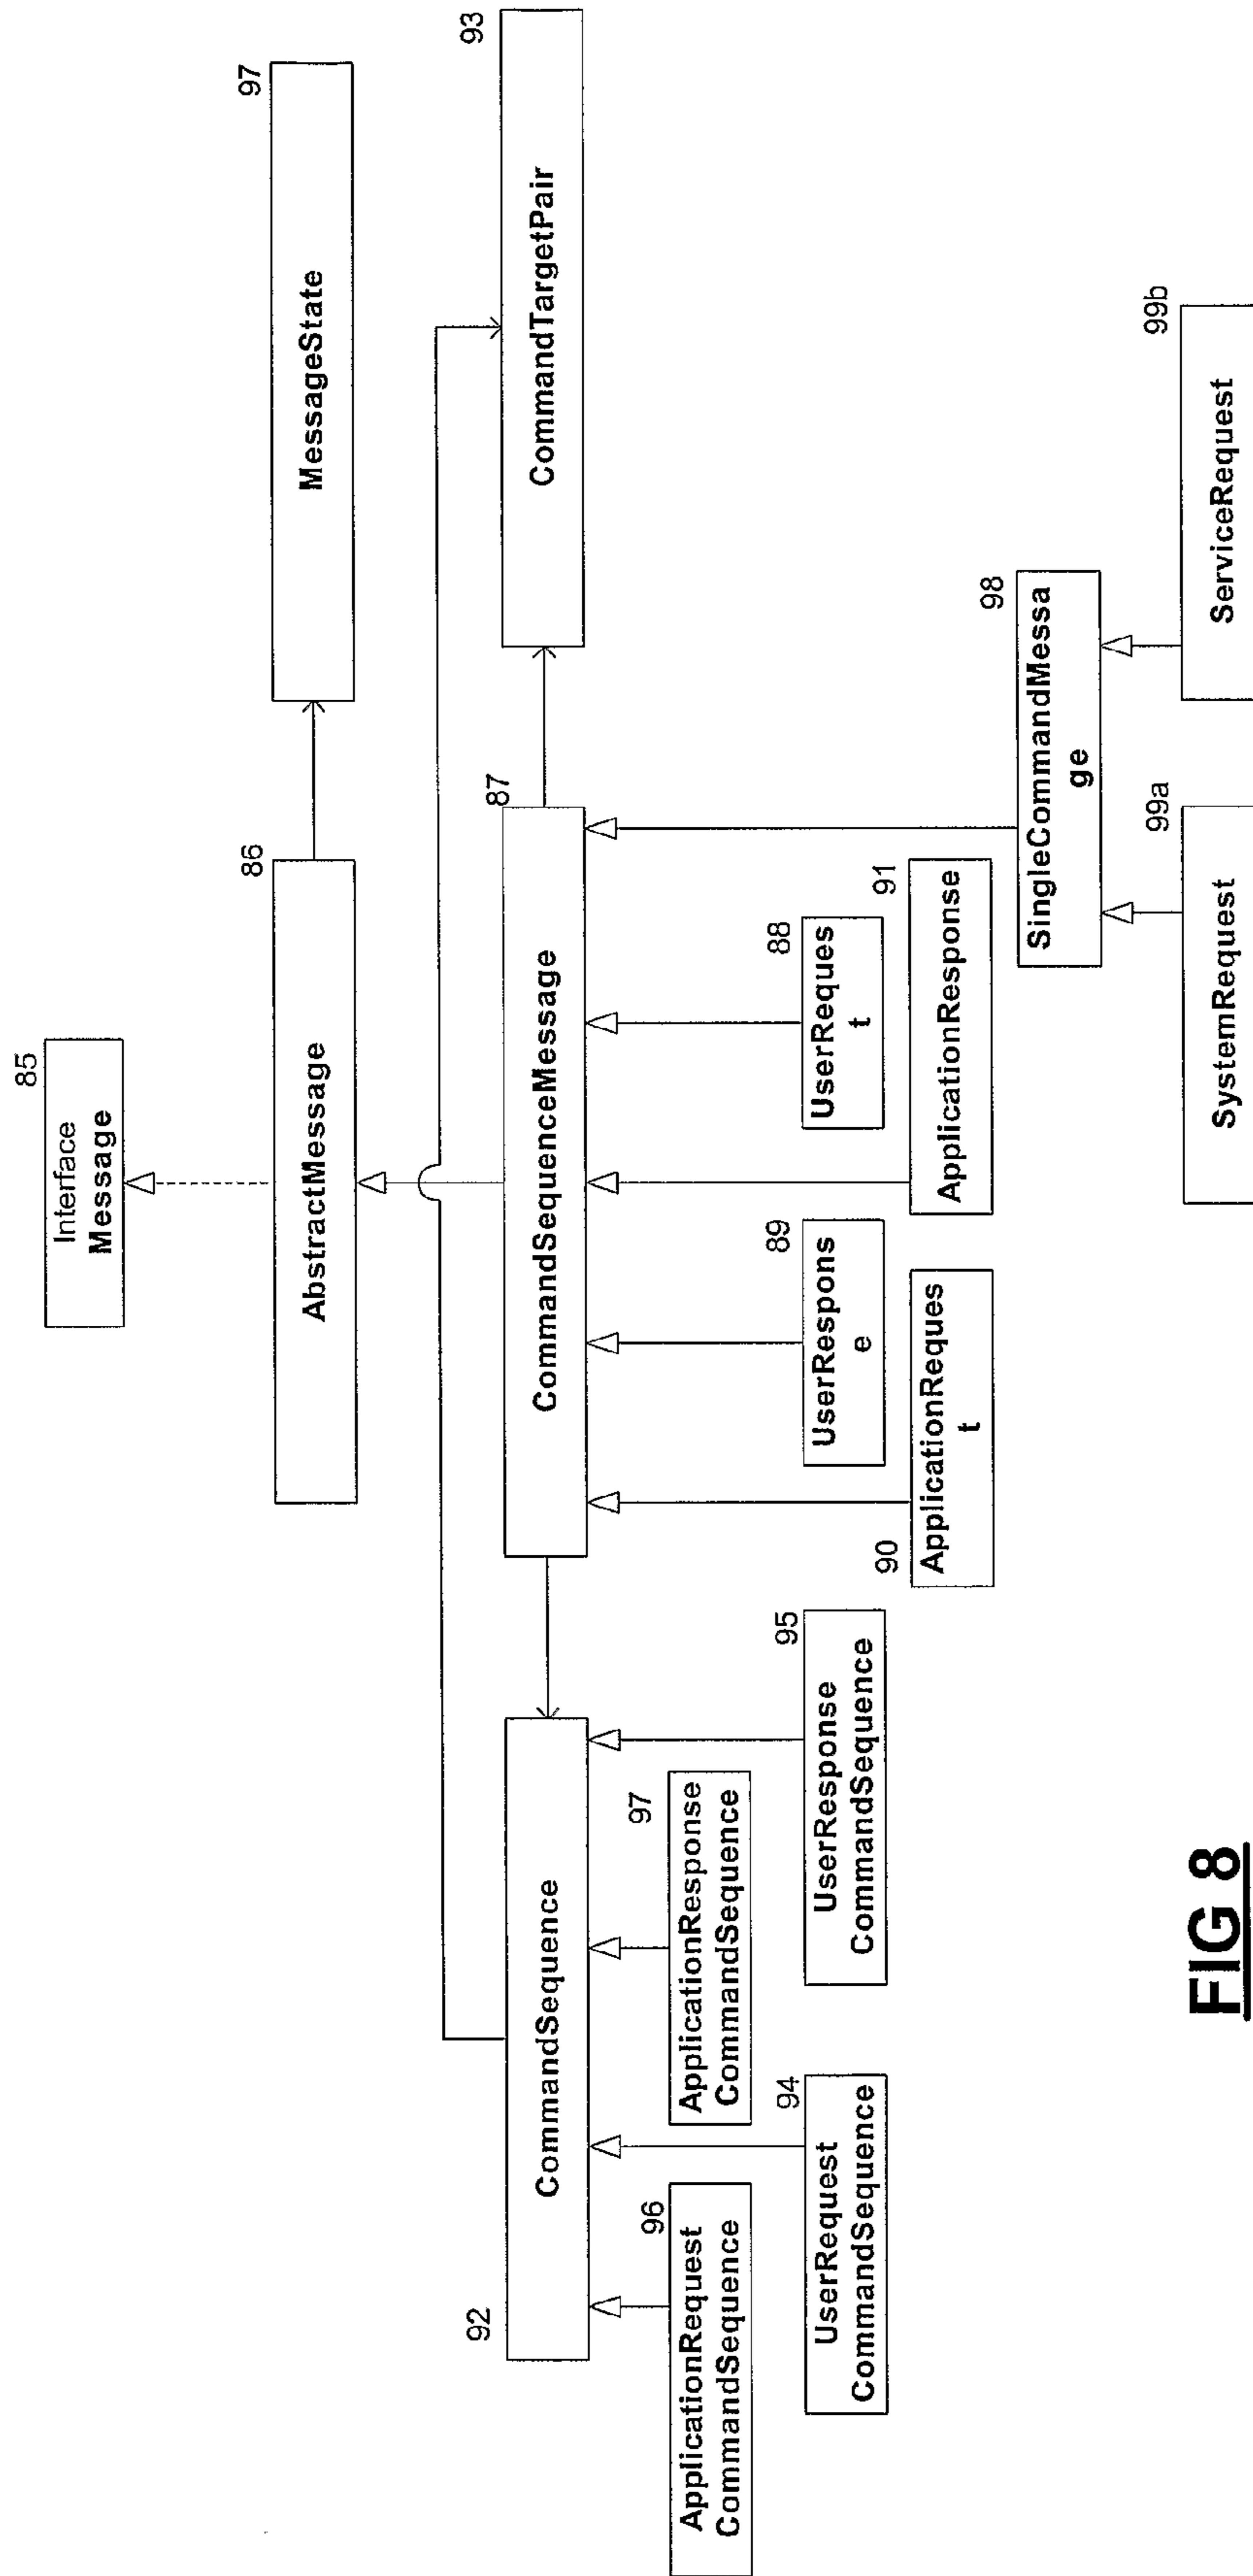 85
Interface
Message
86
AbstractMessage
97
MessageState
92
CommandSequence
87
CommandSequenceMessage
93
CommandTargetPair
96
ApplicationRequest
CommandSequence
97
ApplicationResponse
CommandSequence
94
UserRequest
CommandSequence
95
UserResponse
CommandSequence
89
UserRespons
e
88
UserReques
t
90
ApplicationReques
t
91
ApplicationResponse
98
SingleCommandMessa
ge
99a
SystemRequest
99b
ServiceRequest
FIG 8